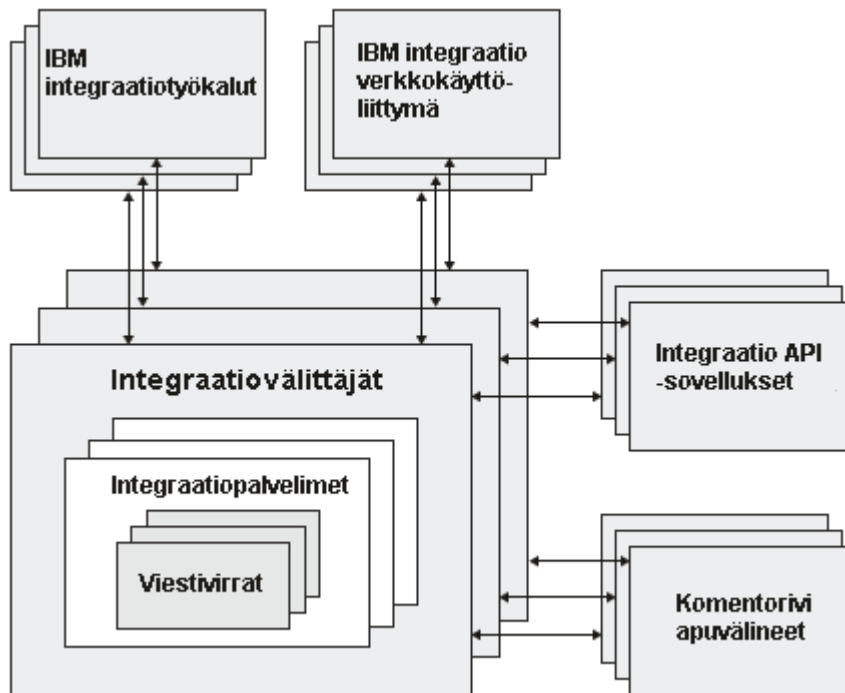 IBM
integraatiotyökalut
IBM integraatio
verkkokäyttö-
liittymä
Integraatiovälittäjät
Integraatiopalvelimet
Viestivirrat
Integraatio API
-sovellukset
Komentorivi
apuvälineet